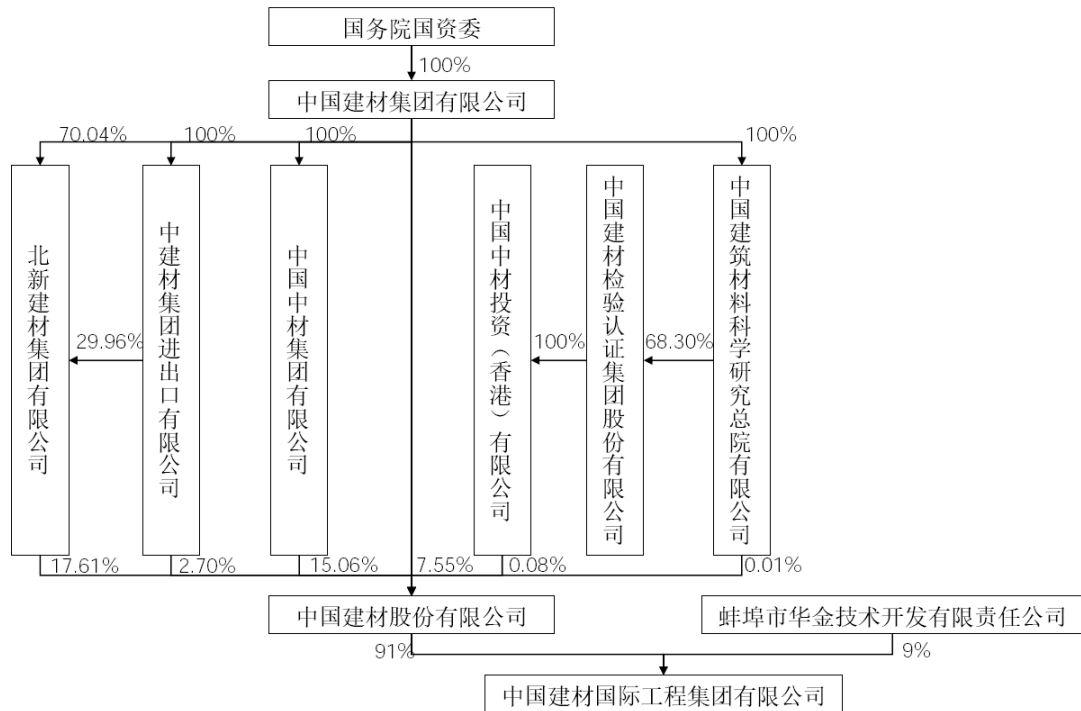 国务院国资委
100%
中国建材集团有限公司
70.04%
100%
100%
100%
北新建材集团有限公司
29.96%
中建材集团进出口有限公司
中国中材集团有限公司
中国中材投资（香港）有限公司
100%
中国建材检验认证集团股份有限公司
68.30%
中国建筑材料科学研究总院有限公司
17.61%
2.70%
15.06%
7.55%
0.08%
0.01%
中国建材股份有限公司
蚌埠市华金技术开发有限责任公司
91%
9%
中国建材国际工程集团有限公司